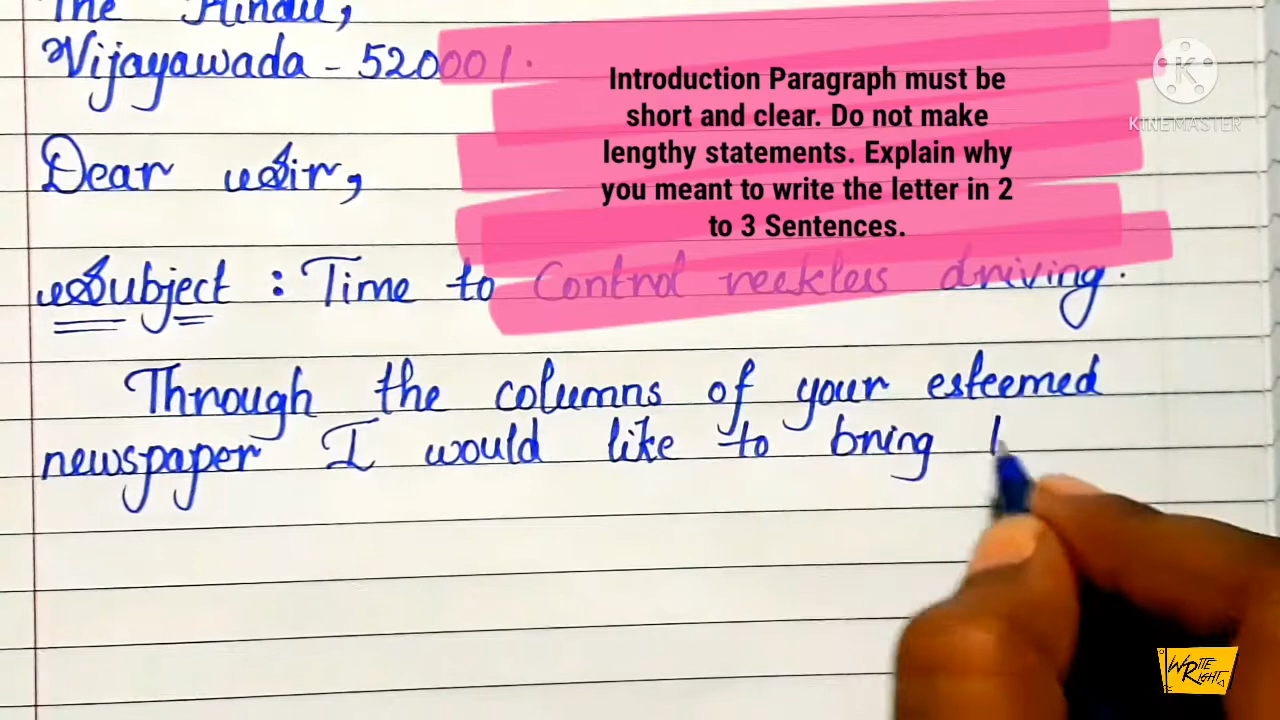 The Hindu,
Vijayawada - 520001.
Dear Sir,
Subject : Time to Control reckless driving.
Through the columns of your esteemed
newspaper I would like to bring
Introduction Paragraph must be
short and clear. Do not make
lengthy statements. Explain why
you meant to write the letter in 2
to 3 Sentences.
K
KINEMASTER
WRITE
RIGHT